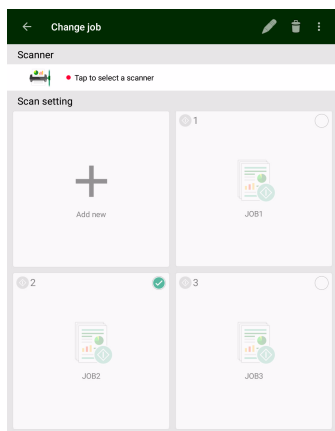 Change job
Scanner
Tap to select a scanner
Scan setting
Add new
1
JOB1
2
JOB2
3
JOB3